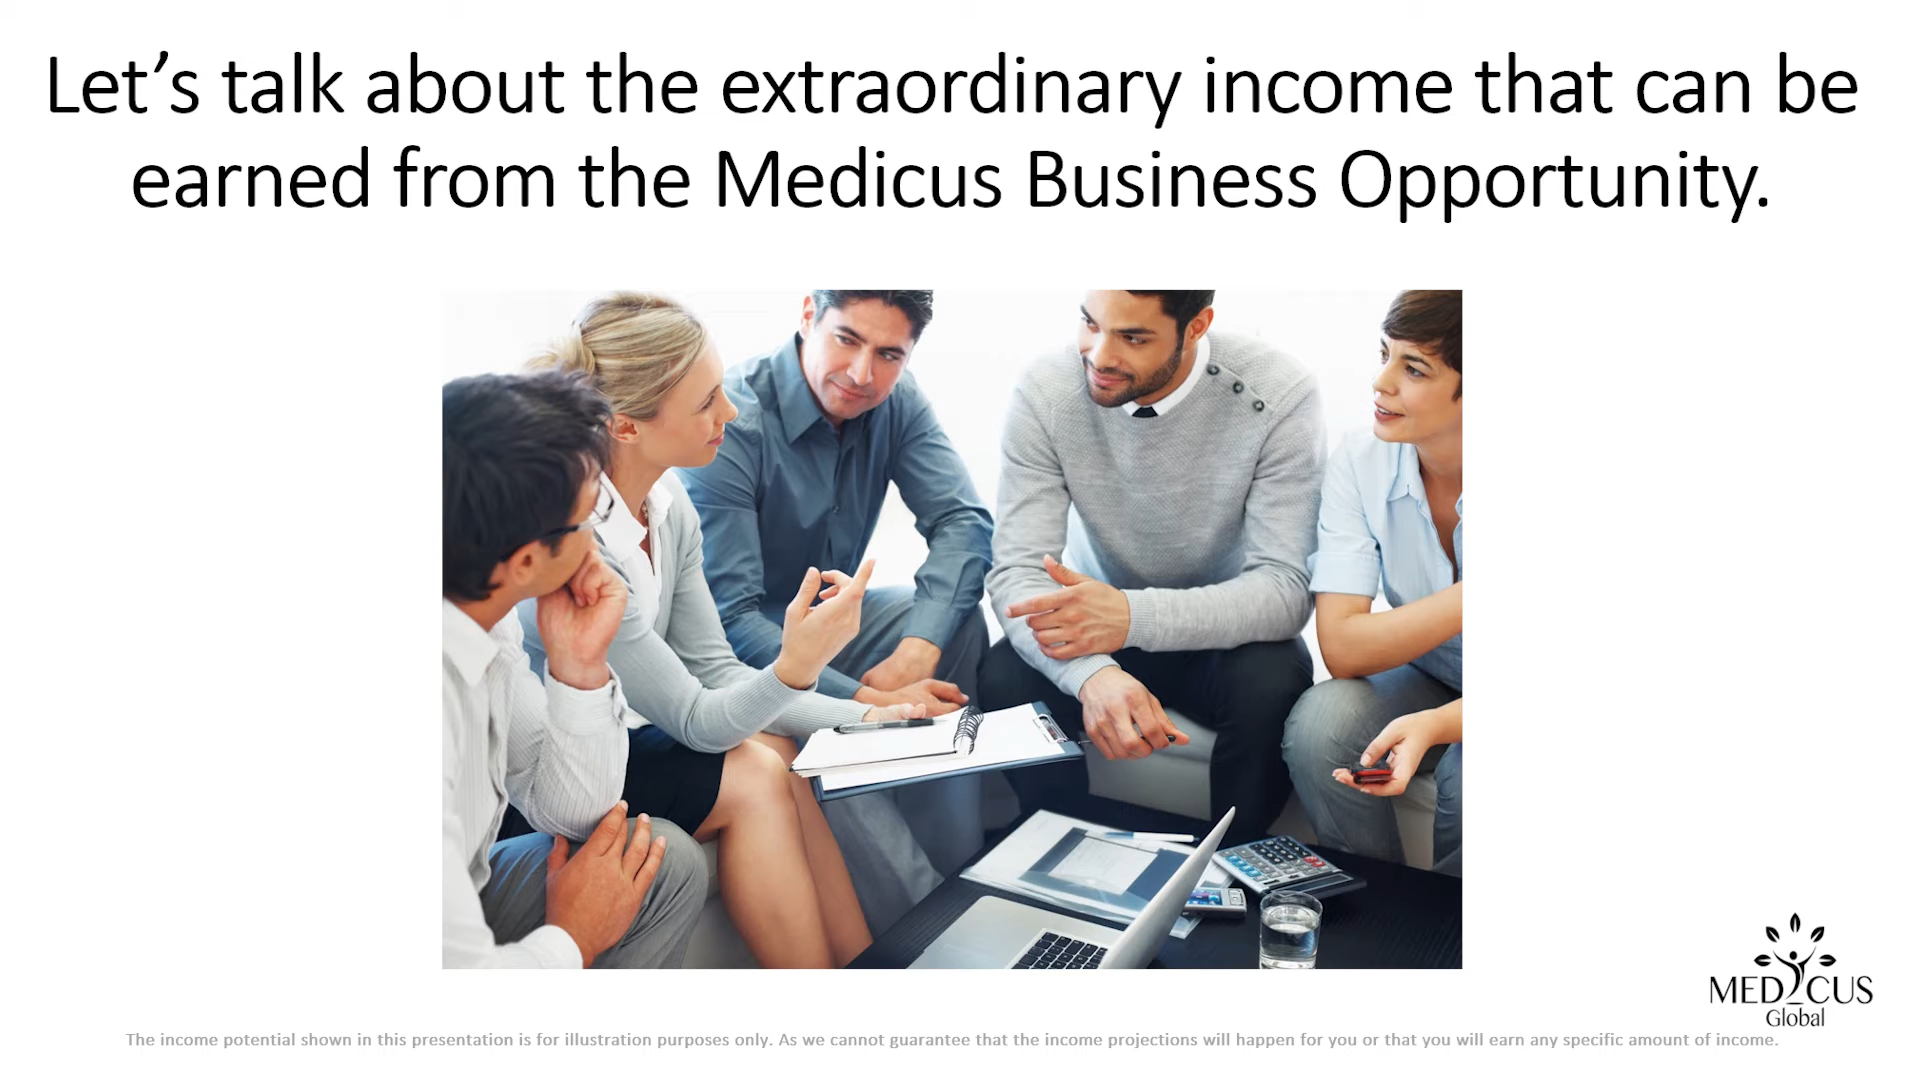 Let’s talk about the extraordinary income that can be
earned from the Medicus Business Opportunity.
MEDICUS
Global
The income potential shown in this presentation is for illustration purposes only. As we cannot guarantee that the income projections will happen for you or that you will earn any specific amount of income.